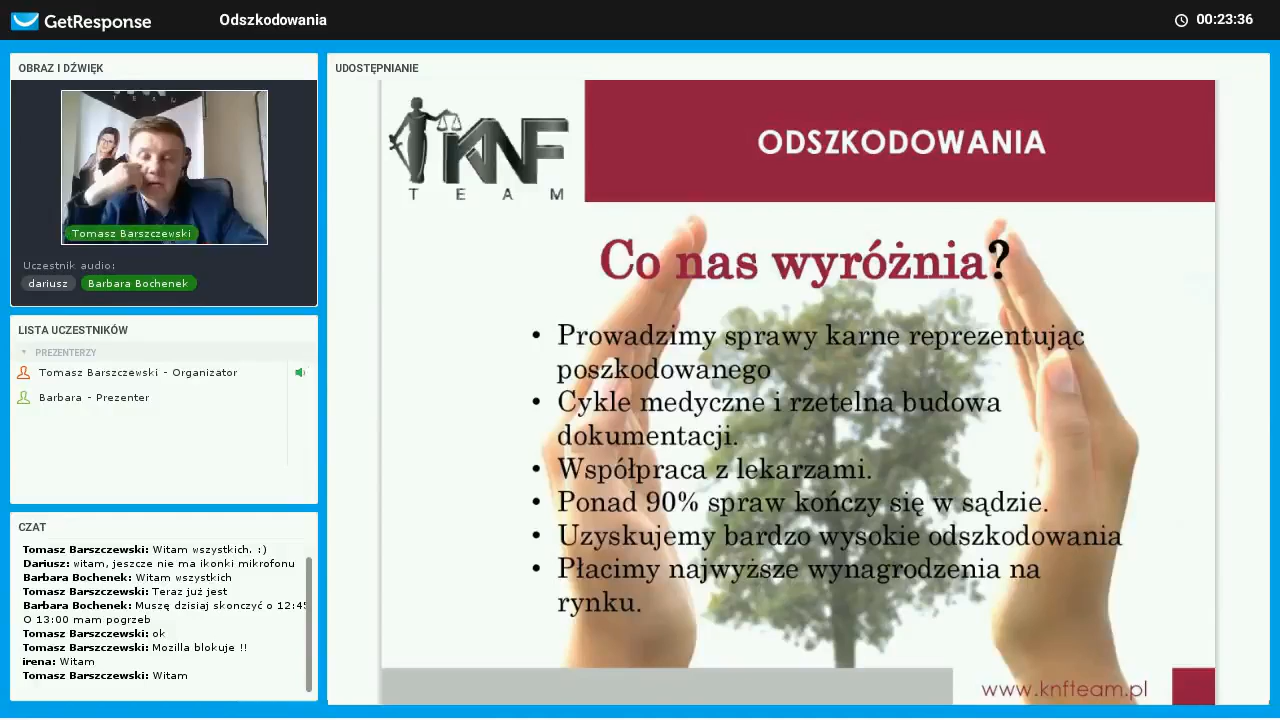 GetResponse
Odszkodowania
00:23:36
OBRAZ I DŹWIĘK
T E A M
Tomasz Barszczewski
Uczestnik audio:
dariusz
Barbara Bochenek
LISTA UCZESTNIKÓW
PREZENTERZY
Tomasz Barszczewski - Organizator
Barbara - Prezenter
CZAT
Tomasz Barszczewski: Witam wszystkich. :)
Dariusz: witam, jeszcze nie ma ikonki mikrofonu
Barbara Bochenek: Witam wszystkich
Tomasz Barszczewski: Teraz już jest
Barbara Bochenek: Muszę dzisiaj skonczyć o 12:45
O 13:00 mam pogrzeb
Tomasz Barszczewski: ok
Tomasz Barszczewski: Mozilla blokuje !!
irena: Witam
Tomasz Barszczewski: Witam
UDOSTĘPNIANIE
KNF
T E A M
ODSZKODOWANIA
Co nas wyróżnia?
• Prowadzimy sprawy karne reprezentując
poszkodowanego
• Cykle medyczne i rzetelna budowa
dokumentacji.
• Współpraca z lekarzami.
• Ponad 90% spraw kończy się w sądzie.
• Uzyskujemy bardzo wysokie odszkodowania
• Płacimy najwyższe wynagrodzenia na
rynku.
www.knfteam.pl